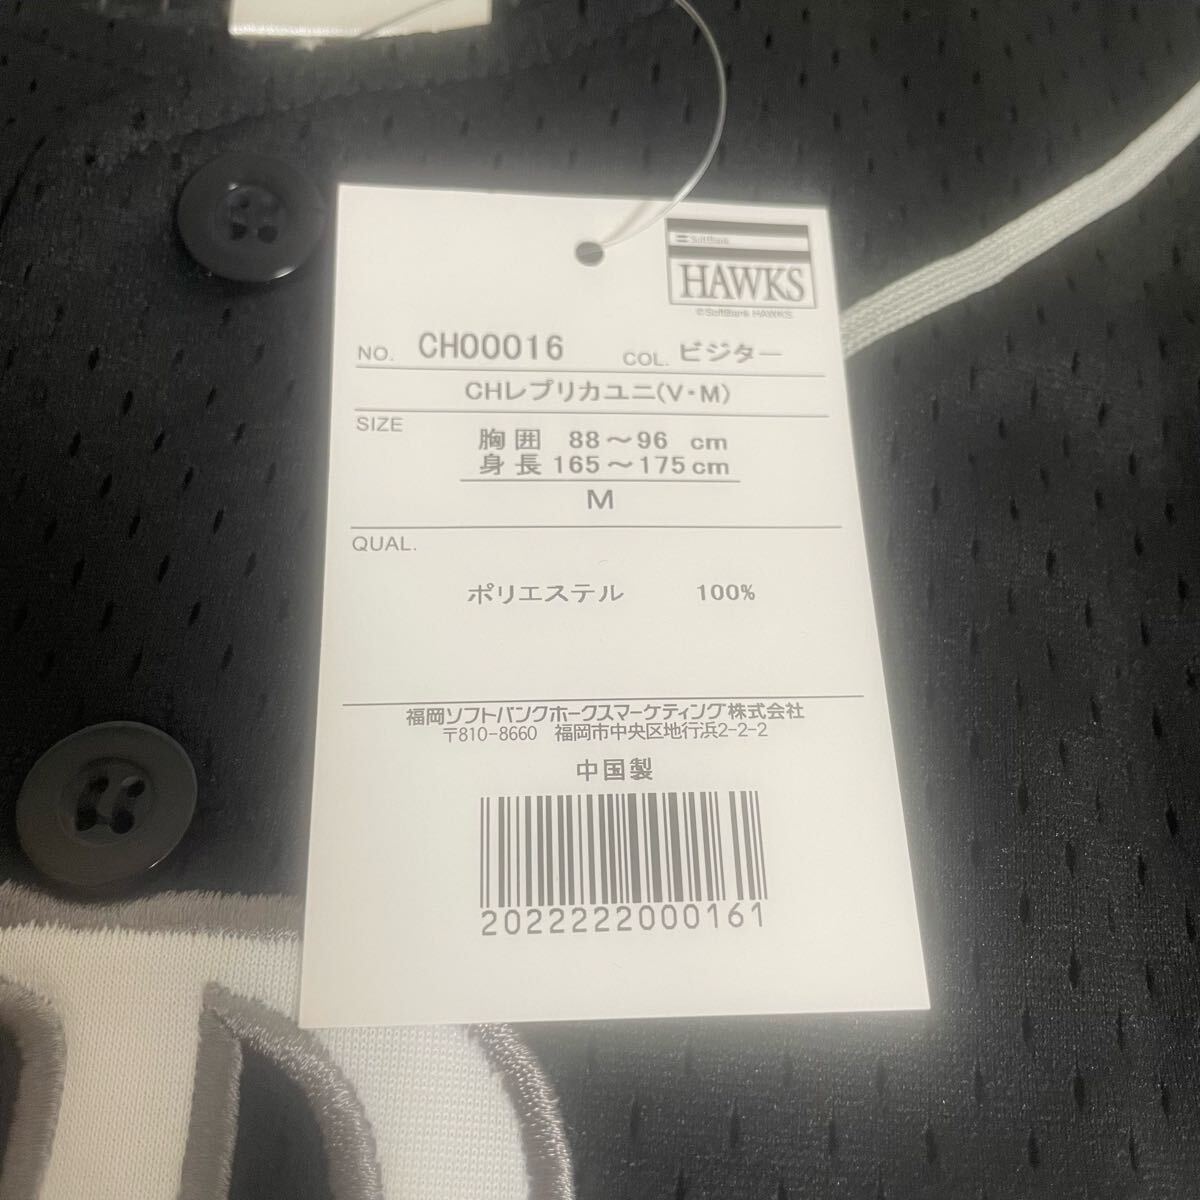 SoftBank
HAWKS
©SoftBank HAWKS
NO. CH00016 COL. ビジター
CHレプリカユニ(V・M)
SIZE
胸囲 88～96 cm
身長 165～175cm
M
QUAL.
ポリエステル 100%
福岡ソフトバンクホークスマーケティング株式会社
〒810-8660 福岡市中央区地行浜2-2-2
中国製
2022222000161